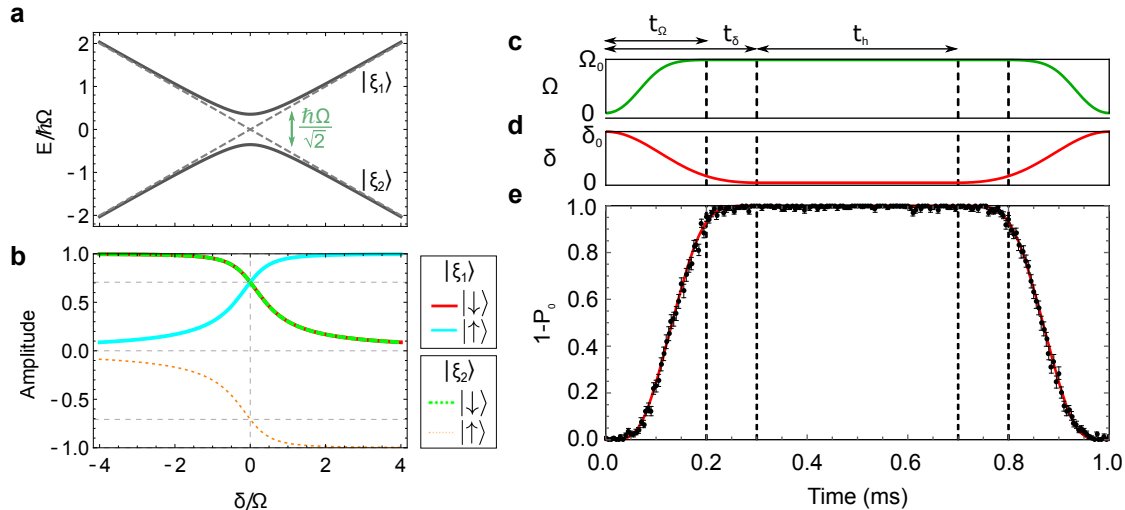 a
2
1
0
-1
-2
E/ℏΩ
|ξ₁⟩
ℏΩ
√2
|ξ₂⟩
b
1.0
0.5
0.0
-0.5
-1.0
Amplitude
-4 -2 0 2 4
δ/Ω
|ξ₁⟩
|↓⟩
|↑⟩
|ξ₂⟩
|↓⟩
|↑⟩
t_Ω
t_δ
t_h
c
Ω₀
Ω
0
d
δ₀
δ
0
e
1.0
0.8
0.6
0.4
0.2
0.0
1-P₀
0.0 0.2 0.4 0.6 0.8 1.0
Time (ms)